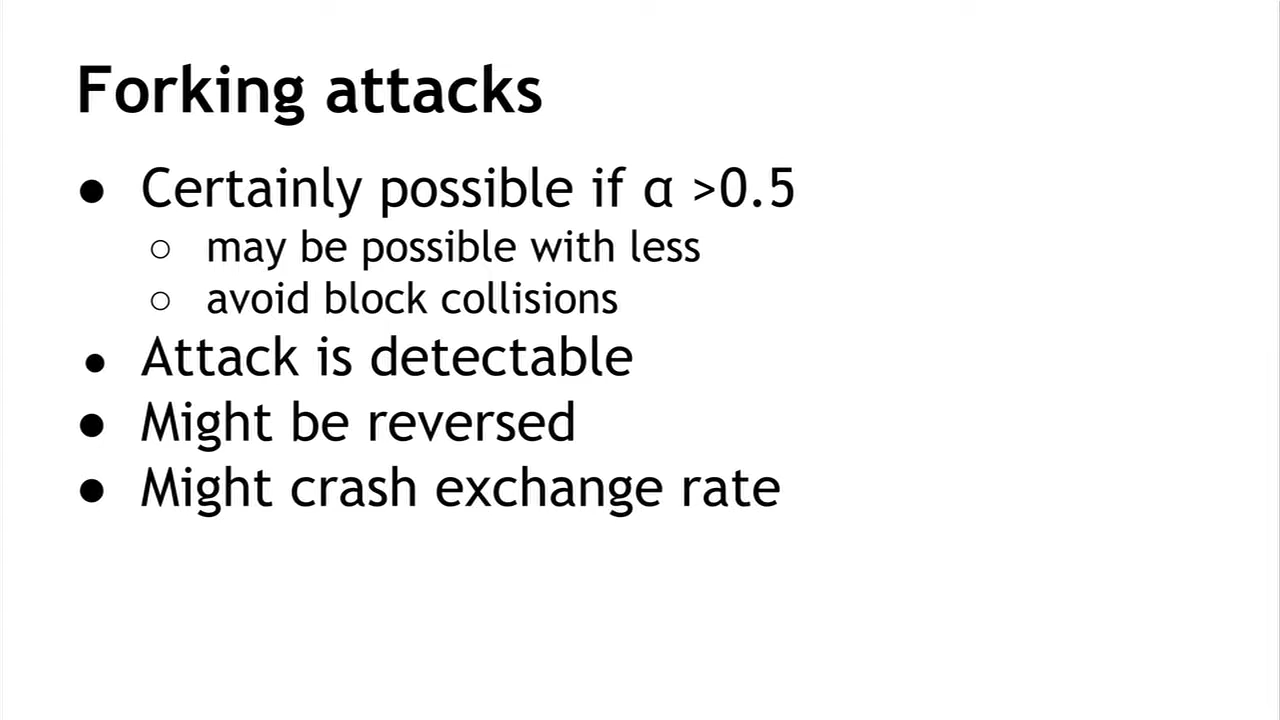 Forking attacks
● Certainly possible if α >0.5
○ may be possible with less
○ avoid block collisions
● Attack is detectable
● Might be reversed
● Might crash exchange rate